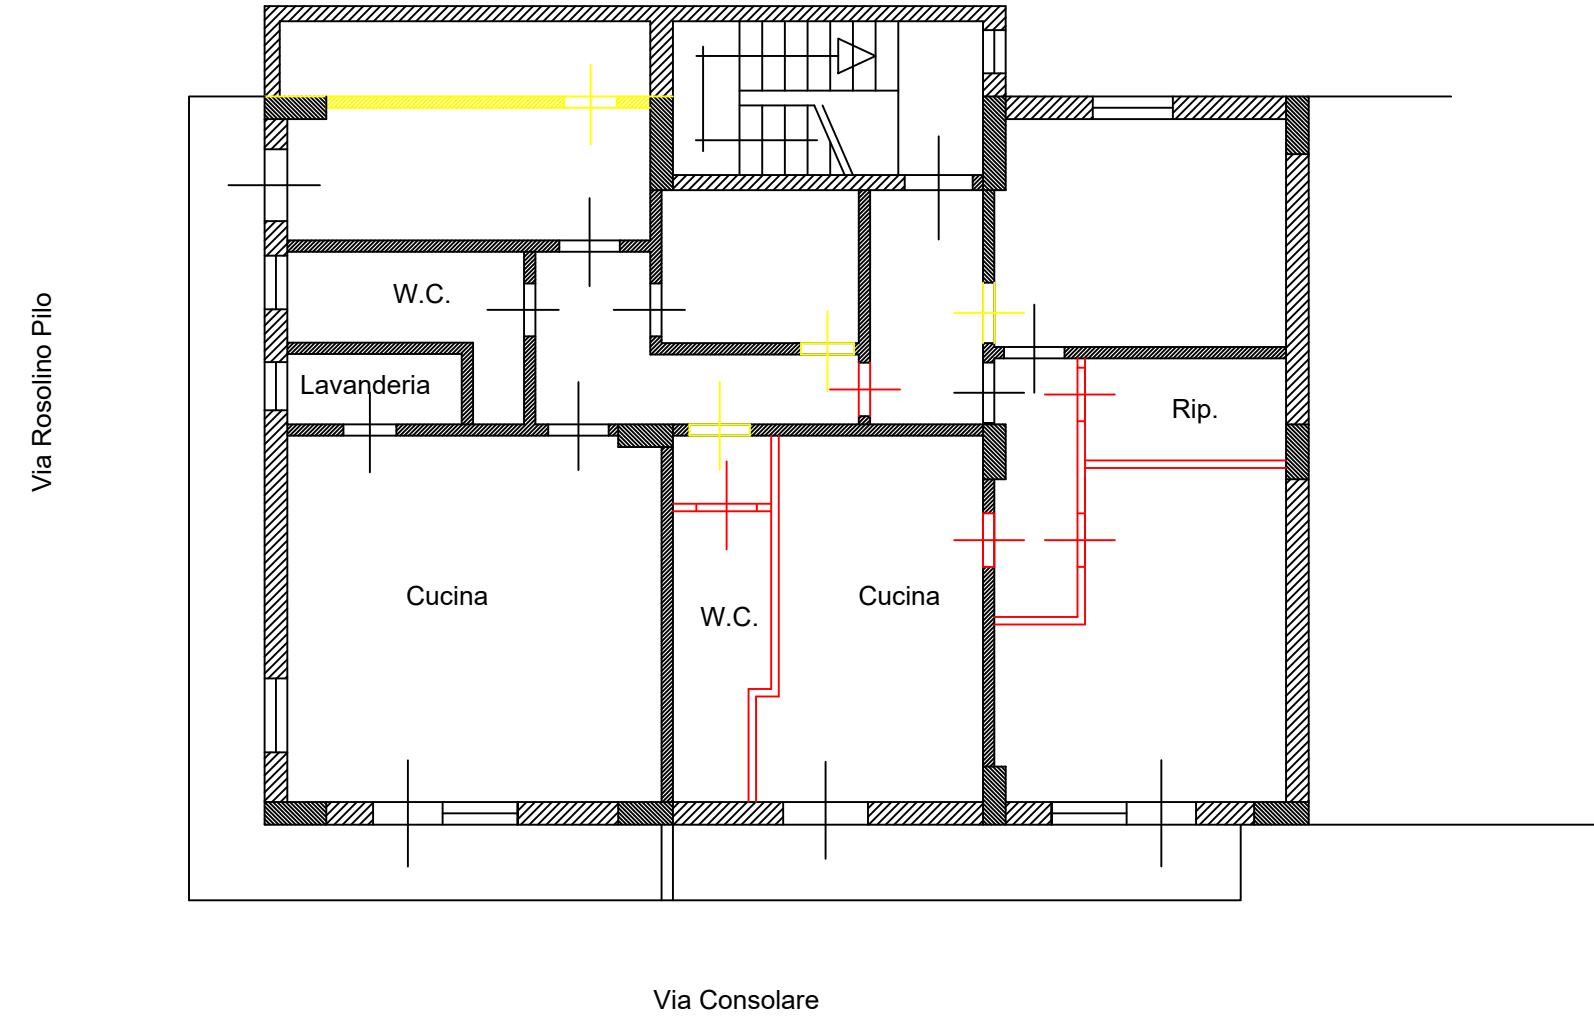 Via Rosolino Pilo
W.C.
Lavanderia
Rip.
Cucina
W.C.
Cucina
Via Consolare